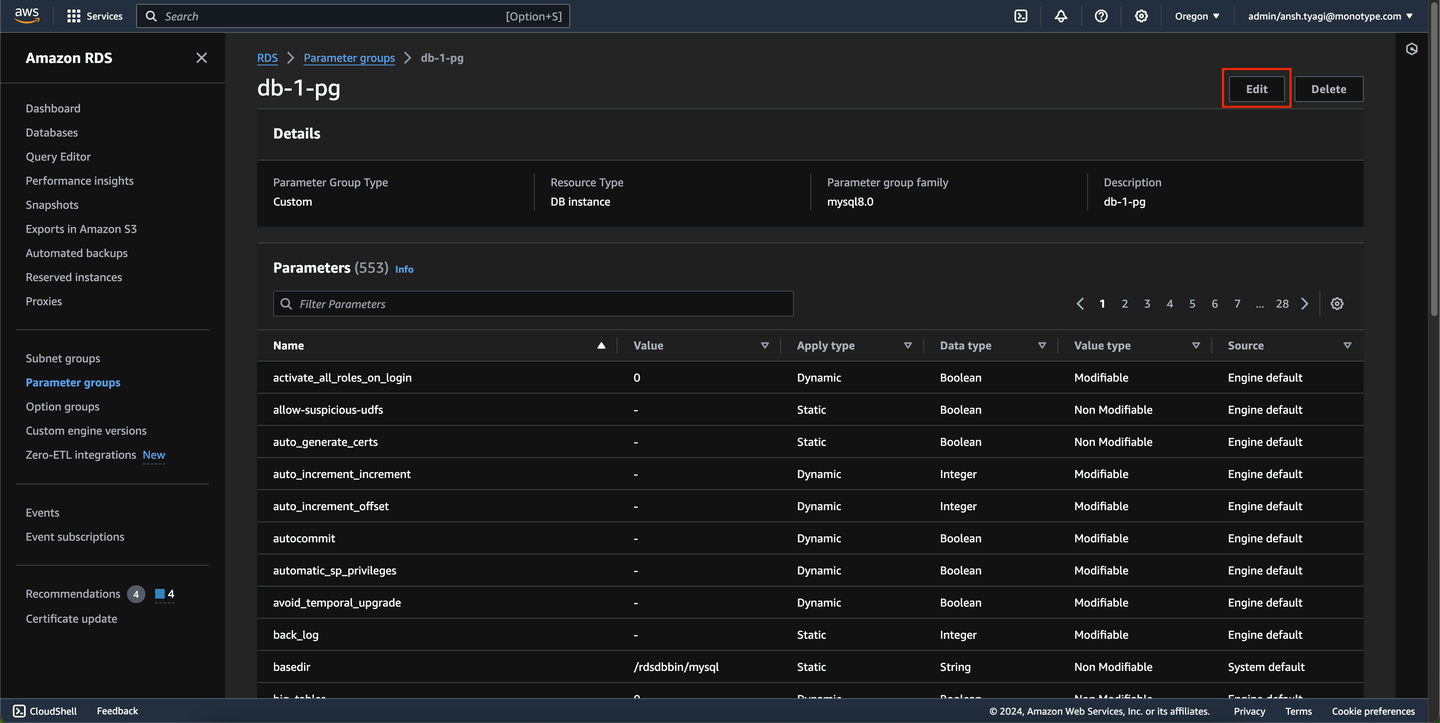 aws
Services
Search [Option+S]
Oregon ▼
admin/ansh.tyagi@monotype.com ▼
Amazon RDS
Dashboard
Databases
Query Editor
Performance insights
Snapshots
Exports in Amazon S3
Automated backups
Reserved instances
Proxies
Subnet groups
Parameter groups
Option groups
Custom engine versions
Zero-ETL integrations New
Events
Event subscriptions
Recommendations 4 4
Certificate update
RDS > Parameter groups > db-1-pg
db-1-pg
Edit Delete
Details
Parameter Group Type Resource Type Parameter group family Description
Custom DB instance mysql8.0 db-1-pg
Parameters (553) Info
Filter Parameters < 1 2 3 4 5 6 7 ... 28 >
Name Value Apply type Data type Value type Source
activate_all_roles_on_login 0 Dynamic Boolean Modifiable Engine default
allow-suspicious-udfs - Static Boolean Non Modifiable Engine default
auto_generate_certs - Static Boolean Non Modifiable Engine default
auto_increment_increment - Dynamic Integer Modifiable Engine default
auto_increment_offset - Dynamic Integer Modifiable Engine default
autocommit - Dynamic Boolean Modifiable Engine default
automatic_sp_privileges - Dynamic Boolean Modifiable Engine default
avoid_temporal_upgrade - Dynamic Boolean Modifiable Engine default
back_log - Static Integer Modifiable Engine default
basedir /rdsdbbin/mysql Static String Non Modifiable System default
big_tables 0 Dynamic Boolean Modifiable Engine default
CloudShell Feedback © 2024, Amazon Web Services, Inc. or its affiliates. Privacy Terms Cookie preferences